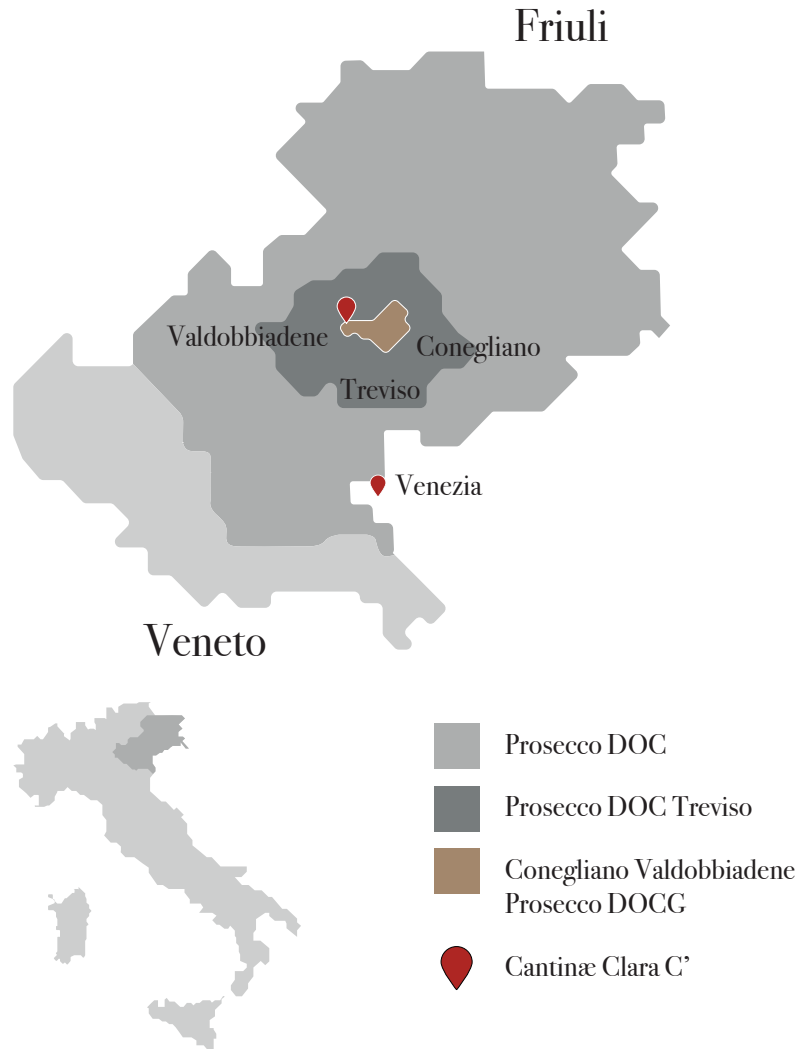 Friuli
Valdobbiadene
Conegliano
Treviso
Venezia
Veneto
Prosecco DOC
Prosecco DOC Treviso
Conegliano Valdobbiadene
Prosecco DOCG
Cantinæ Clara C’